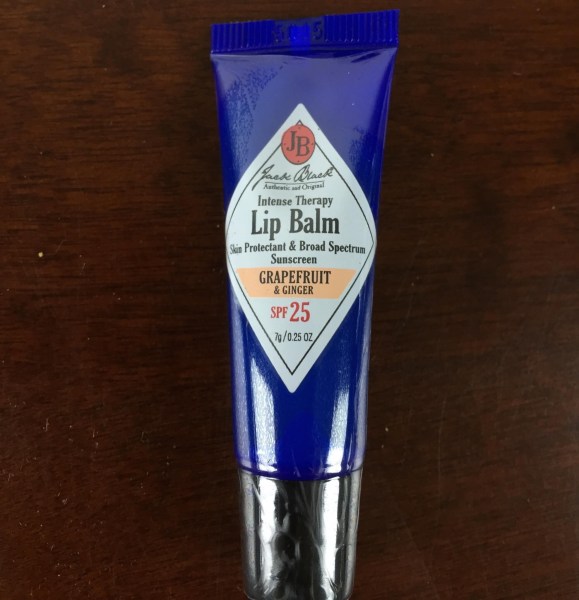 JB
Jack Black
Authentic and Original
Intense Therapy
Lip Balm
Skin Protectant & Broad Spectrum
Sunscreen
GRAPEFRUIT
& GINGER
SPF 25
7g/0.25 OZ.